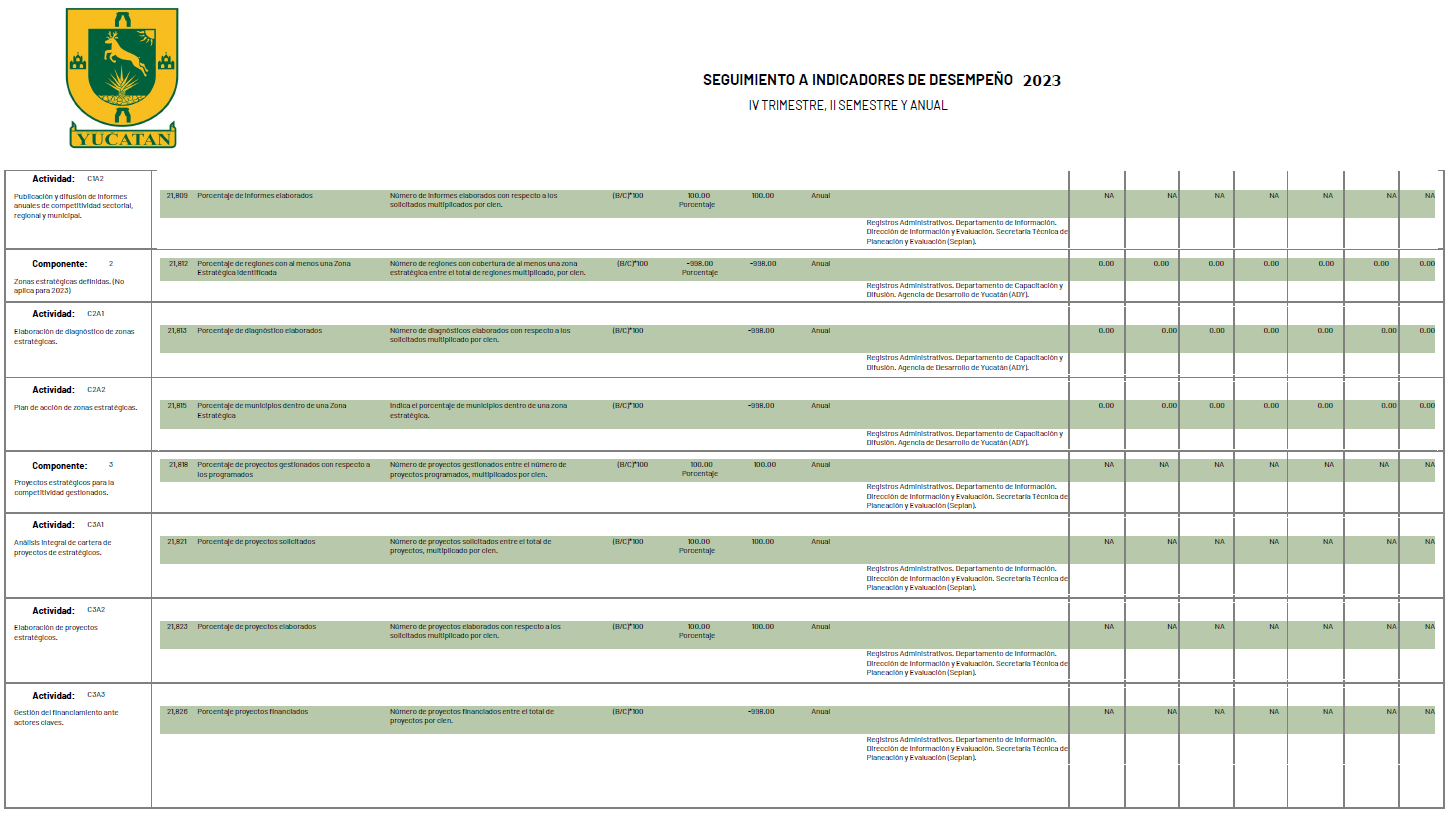 YUCATAN
SEGUIMIENTO A INDICADORES DE DESEMPEÑO 2023
IV TRIMESTRE, II SEMESTRE Y ANUAL
Actividad: C1A2
Publicación y difusión de informes
anuales de competitividad sectorial,
regional y municipal.
21,809 Porcentaje de informes elaborados Número de informes elaborados con respecto a los (B/C)*100 100.00 100.00 Anual NA NA NA NA NA NA NA
solicitados multiplicados por cien. Porcentaje
Registros Administrativos. Departamento de Información.
Dirección de Información y Evaluación. Secretaría Técnica de
Planeación y Evaluación (Seplan).
Componente: 2
Zonas estratégicas definidas. (No
aplica para 2023)
21,812 Porcentaje de regiones con al menos una Zona Número de regiones con cobertura de al menos una zona (B/C)*100 -998.00 -998.00 Anual 0.00 0.00 0.00 0.00 0.00 0.00 0.00
Estratégica identificada estratégica entre el total de regiones multiplicado, por cien. Porcentaje
Registros Administrativos. Departamento de Capacitación y
Difusión. Agencia de Desarrollo de Yucatán (ADY).
Actividad: C2A1
Elaboración de diagnóstico de zonas
estratégicas.
21,813 Porcentaje de diagnóstico elaborados Número de diagnósticos elaborados con respecto a los (B/C)*100 -998.00 Anual 0.00 0.00 0.00 0.00 0.00 0.00 0.00
solicitados multiplicado por cien.
Registros Administrativos. Departamento de Capacitación y
Difusión. Agencia de Desarrollo de Yucatán (ADY).
Actividad: C2A2
Plan de acción de zonas estratégicas.
21,815 Porcentaje de municipios dentro de una Zona Indica el porcentaje de municipios dentro de una zona (B/C)*100 -998.00 Anual 0.00 0.00 0.00 0.00 0.00 0.00 0.00
Estratégica estratégica.
Registros Administrativos. Departamento de Capacitación y
Difusión. Agencia de Desarrollo de Yucatán (ADY).
Componente: 3
Proyectos estratégicos para la
competitividad gestionados.
21,818 Porcentaje de proyectos gestionados con respecto a Número de proyectos gestionados entre el número de (B/C)*100 100.00 100.00 Anual NA NA NA NA NA NA NA
los programados proyectos programados, multiplicados por cien. Porcentaje
Registros Administrativos. Departamento de Información.
Dirección de Información y Evaluación. Secretaría Técnica de
Planeación y Evaluación (Seplan).
Actividad: C3A1
Análisis integral de cartera de
proyectos de estratégicos.
21,821 Porcentaje de proyectos solicitados Número de proyectos solicitados entre el total de (B/C)*100 100.00 100.00 Anual NA NA NA NA NA NA NA
proyectos, multiplicado por cien. Porcentaje
Registros Administrativos. Departamento de Información.
Dirección de Información y Evaluación. Secretaría Técnica de
Planeación y Evaluación (Seplan).
Actividad: C3A2
Elaboración de proyectos
estratégicos.
21,823 Porcentaje de proyectos elaborados Número de proyectos elaborados con respecto a los (B/C)*100 100.00 100.00 Anual NA NA NA NA NA NA NA
solicitados multiplicado por cien. Porcentaje
Registros Administrativos. Departamento de Información.
Dirección de Información y Evaluación. Secretaría Técnica de
Planeación y Evaluación (Seplan).
Actividad: C3A3
Gestión del financiamiento ante
actores claves.
21,826 Porcentaje proyectos financiados Número de proyectos financiados entre el total de (B/C)*100 -998.00 Anual NA NA NA NA NA NA NA
proyectos por cien.
Registros Administrativos. Departamento de Información.
Dirección de Información y Evaluación. Secretaría Técnica de
Planeación y Evaluación (Seplan).